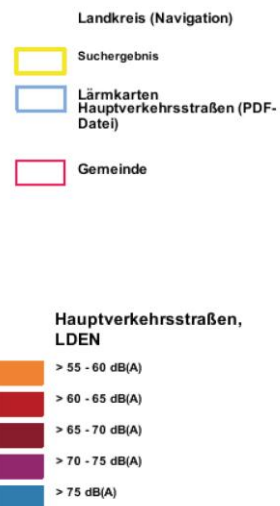 Landkreis (Navigation)
Suchergebnis
Lärmkarten
Hauptverkehrsstraßen (PDF-
Datei)
Gemeinde
Hauptverkehrsstraßen,
LDEN
> 55 - 60 dB(A)
> 60 - 65 dB(A)
> 65 - 70 dB(A)
> 70 - 75 dB(A)
> 75 dB(A)